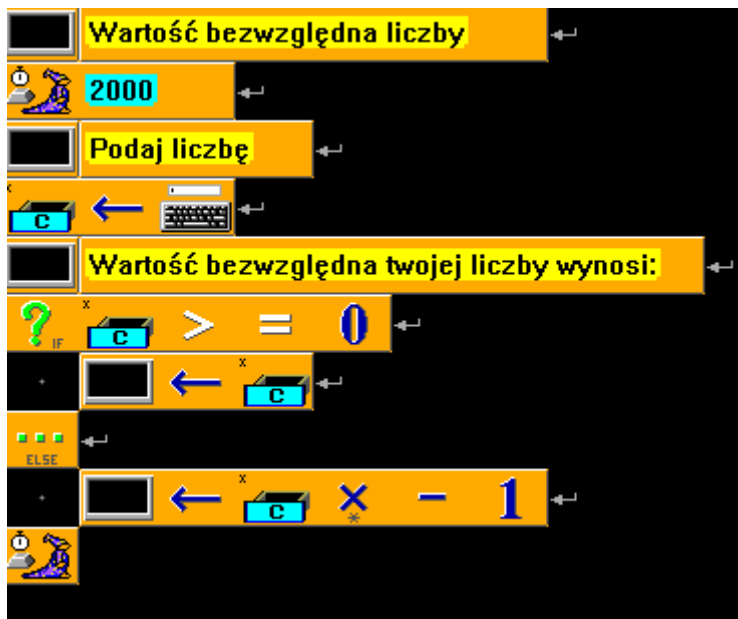 Wartość bezwzględna liczby
2000
Podaj liczbę
x C
Wartość bezwzględna twojej liczby wynosi:
? IF x C > = 0
x C
ELSE
x C × * - 1